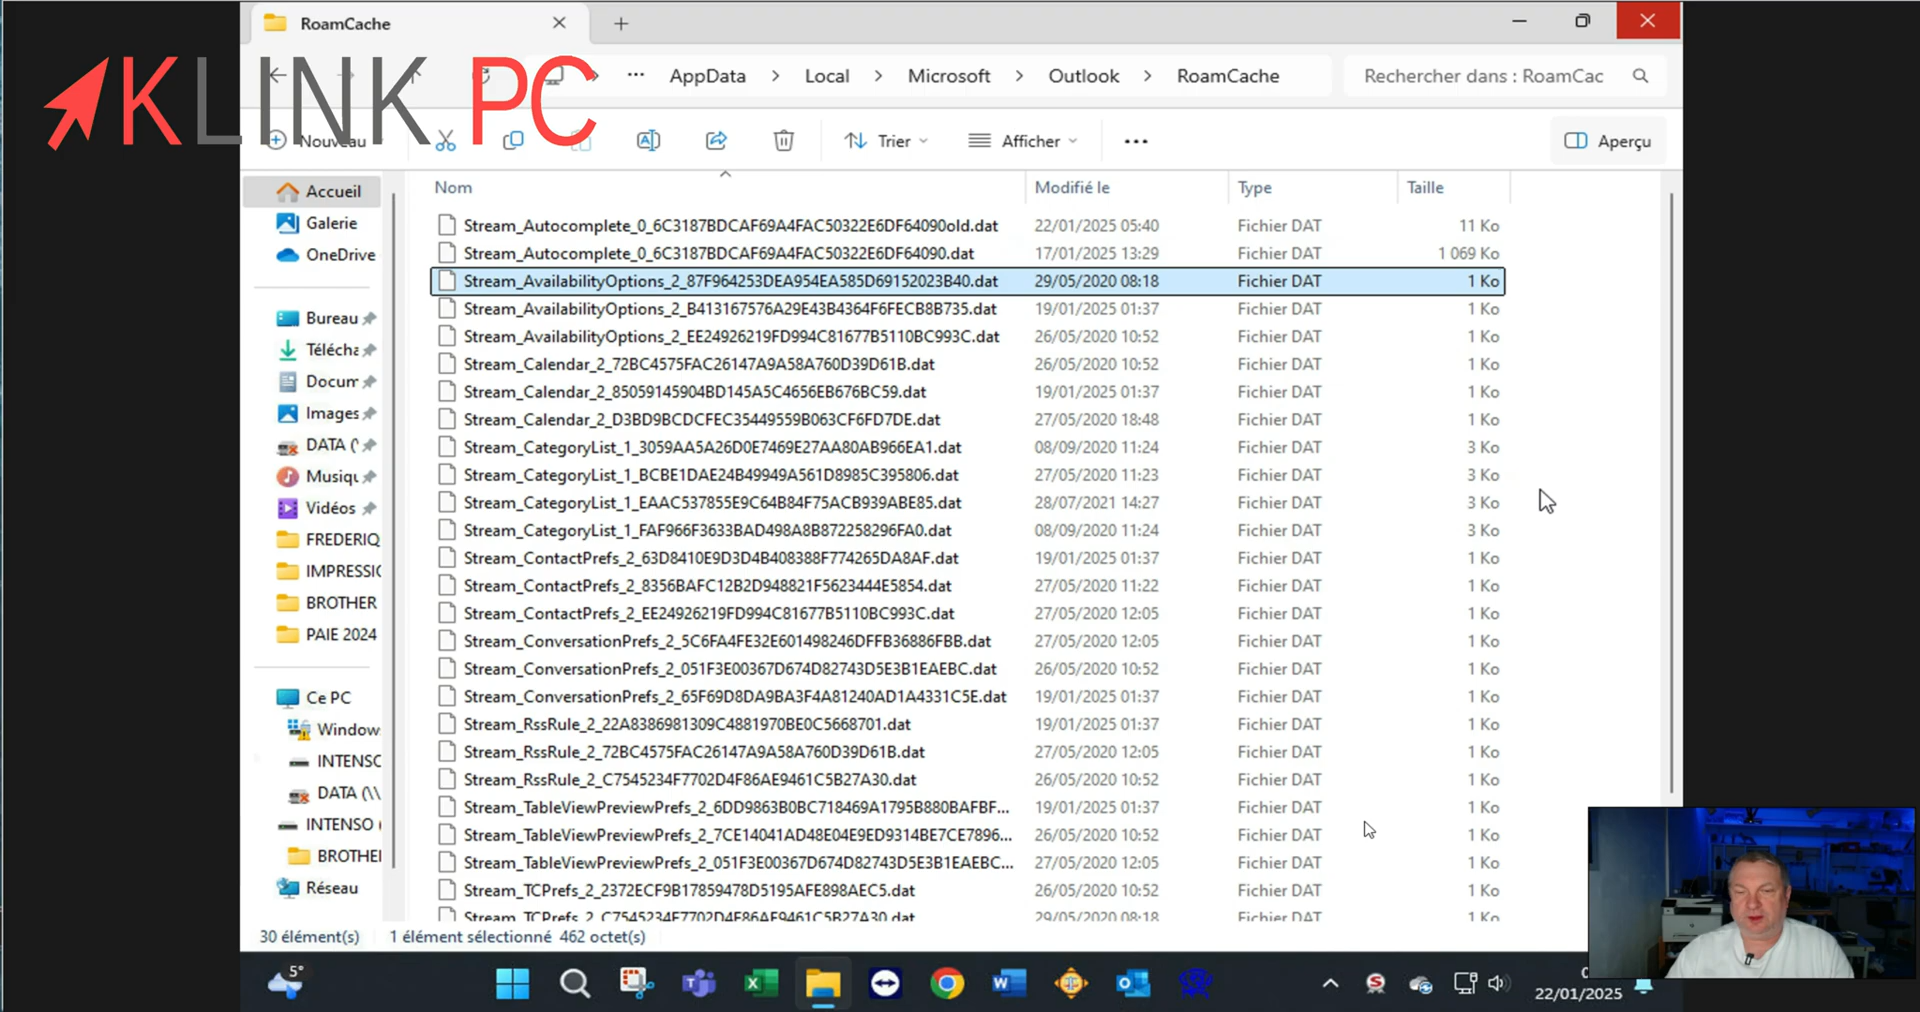 RoamCache
KLINK PC
AppData > Local > Microsoft > Outlook > RoamCache
Rechercher dans : RoamCac
Nouveau
Trier
Afficher
Aperçu
Nom Modifié le Type Taille
Accueil
Galerie
OneDrive
Bureau
Télécha
Docum
Images
DATA ('
Musiqu
Vidéos
FREDERIQ
IMPRESSIO
BROTHER
PAIE 2024
Ce PC
Window
INTENSO
DATA (\\
INTENSO (
BROTHE
Réseau
Stream_Autocomplete_0_6C3187BDCAF69A4FAC50322E6DF64090old.dat 22/01/2025 05:40 Fichier DAT 11 Ko
Stream_Autocomplete_0_6C3187BDCAF69A4FAC50322E6DF64090.dat 17/01/2025 13:29 Fichier DAT 1 069 Ko
Stream_AvailabilityOptions_2_87F964253DEA954EA585D69152023B40.dat 29/05/2020 08:18 Fichier DAT 1 Ko
Stream_AvailabilityOptions_2_B413167576A29E43B4364F6FECB8B735.dat 19/01/2025 01:37 Fichier DAT 1 Ko
Stream_AvailabilityOptions_2_EE24926219FD994C81677B5110BC993C.dat 26/05/2020 10:52 Fichier DAT 1 Ko
Stream_Calendar_2_72BC4575FAC26147A9A58A760D39D61B.dat 26/05/2020 10:52 Fichier DAT 1 Ko
Stream_Calendar_2_85059145904BD145A5C4656EB676BC59.dat 19/01/2025 01:37 Fichier DAT 1 Ko
Stream_Calendar_2_D3BD9BCDCFEC35449559B063CF6FD7DE.dat 27/05/2020 18:48 Fichier DAT 1 Ko
Stream_CategoryList_1_3059AA5A26D0E7469E27AA80AB966EA1.dat 08/09/2020 11:24 Fichier DAT 3 Ko
Stream_CategoryList_1_BCBE1DAE24B49949A561D8985C395806.dat 27/05/2020 11:23 Fichier DAT 3 Ko
Stream_CategoryList_1_EAAC537855E9C64B84F75ACB939ABE85.dat 28/07/2021 14:27 Fichier DAT 3 Ko
Stream_CategoryList_1_FAF966F3633BAD498A8B872258296FA0.dat 08/09/2020 11:24 Fichier DAT 3 Ko
Stream_ContactPrefs_2_63D8410E9D3D4B408388F774265DA8AF.dat 19/01/2025 01:37 Fichier DAT 1 Ko
Stream_ContactPrefs_2_8356BAFC12B2D948821F5623444E5854.dat 27/05/2020 11:22 Fichier DAT 1 Ko
Stream_ContactPrefs_2_EE24926219FD994C81677B5110BC993C.dat 27/05/2020 12:05 Fichier DAT 1 Ko
Stream_ConversationPrefs_2_5C6FA4FE32E601498246DFFB36886FBB.dat 27/05/2020 12:05 Fichier DAT 1 Ko
Stream_ConversationPrefs_2_051F3E00367D674D82743D5E3B1EAEBC.dat 26/05/2020 10:52 Fichier DAT 1 Ko
Stream_ConversationPrefs_2_65F69D8DA9BA3F4A81240AD1A4331C5E.dat 19/01/2025 01:37 Fichier DAT 1 Ko
Stream_RssRule_2_22A8386981309C4881970BE0C5668701.dat 19/01/2025 01:37 Fichier DAT 1 Ko
Stream_RssRule_2_72BC4575FAC26147A9A58A760D39D61B.dat 27/05/2020 12:05 Fichier DAT 1 Ko
Stream_RssRule_2_C7545234F7702D4F86AE9461C5B27A30.dat 26/05/2020 10:52 Fichier DAT 1 Ko
Stream_TableViewPreviewPrefs_2_6DD9863B0BC718469A1795B880BAFBF... 19/01/2025 01:37 Fichier DAT 1 Ko
Stream_TableViewPreviewPrefs_2_7CE14041AD48E04E9ED9314BE7CE7896... 26/05/2020 10:52 Fichier DAT 1 Ko
Stream_TableViewPreviewPrefs_2_051F3E00367D674D82743D5E3B1EAEBC... 27/05/2020 12:05 Fichier DAT 1 Ko
Stream_TCPrefs_2_2372ECF9B17859478D5195AFE898AEC5.dat 26/05/2020 10:52 Fichier DAT 1 Ko
Stream_TCPrefs_2_C7545234F7702D4F86AE9461C5B27A30.dat 29/05/2020 08:18 Fichier DAT 1 Ko
30 élément(s) 1 élément sélectionné 462 octet(s)
5°
22/01/2025